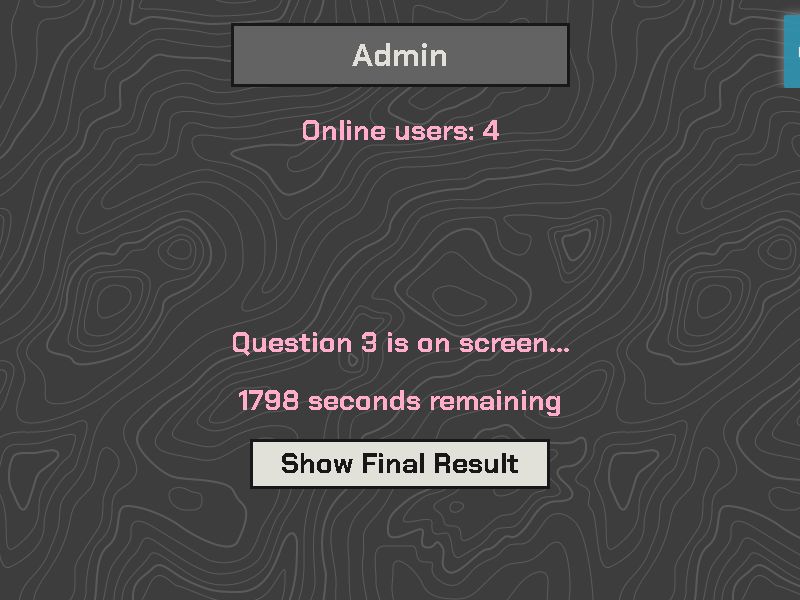 Admin
Online users: 4
Question 3 is on screen...
1798 seconds remaining
Show Final Result